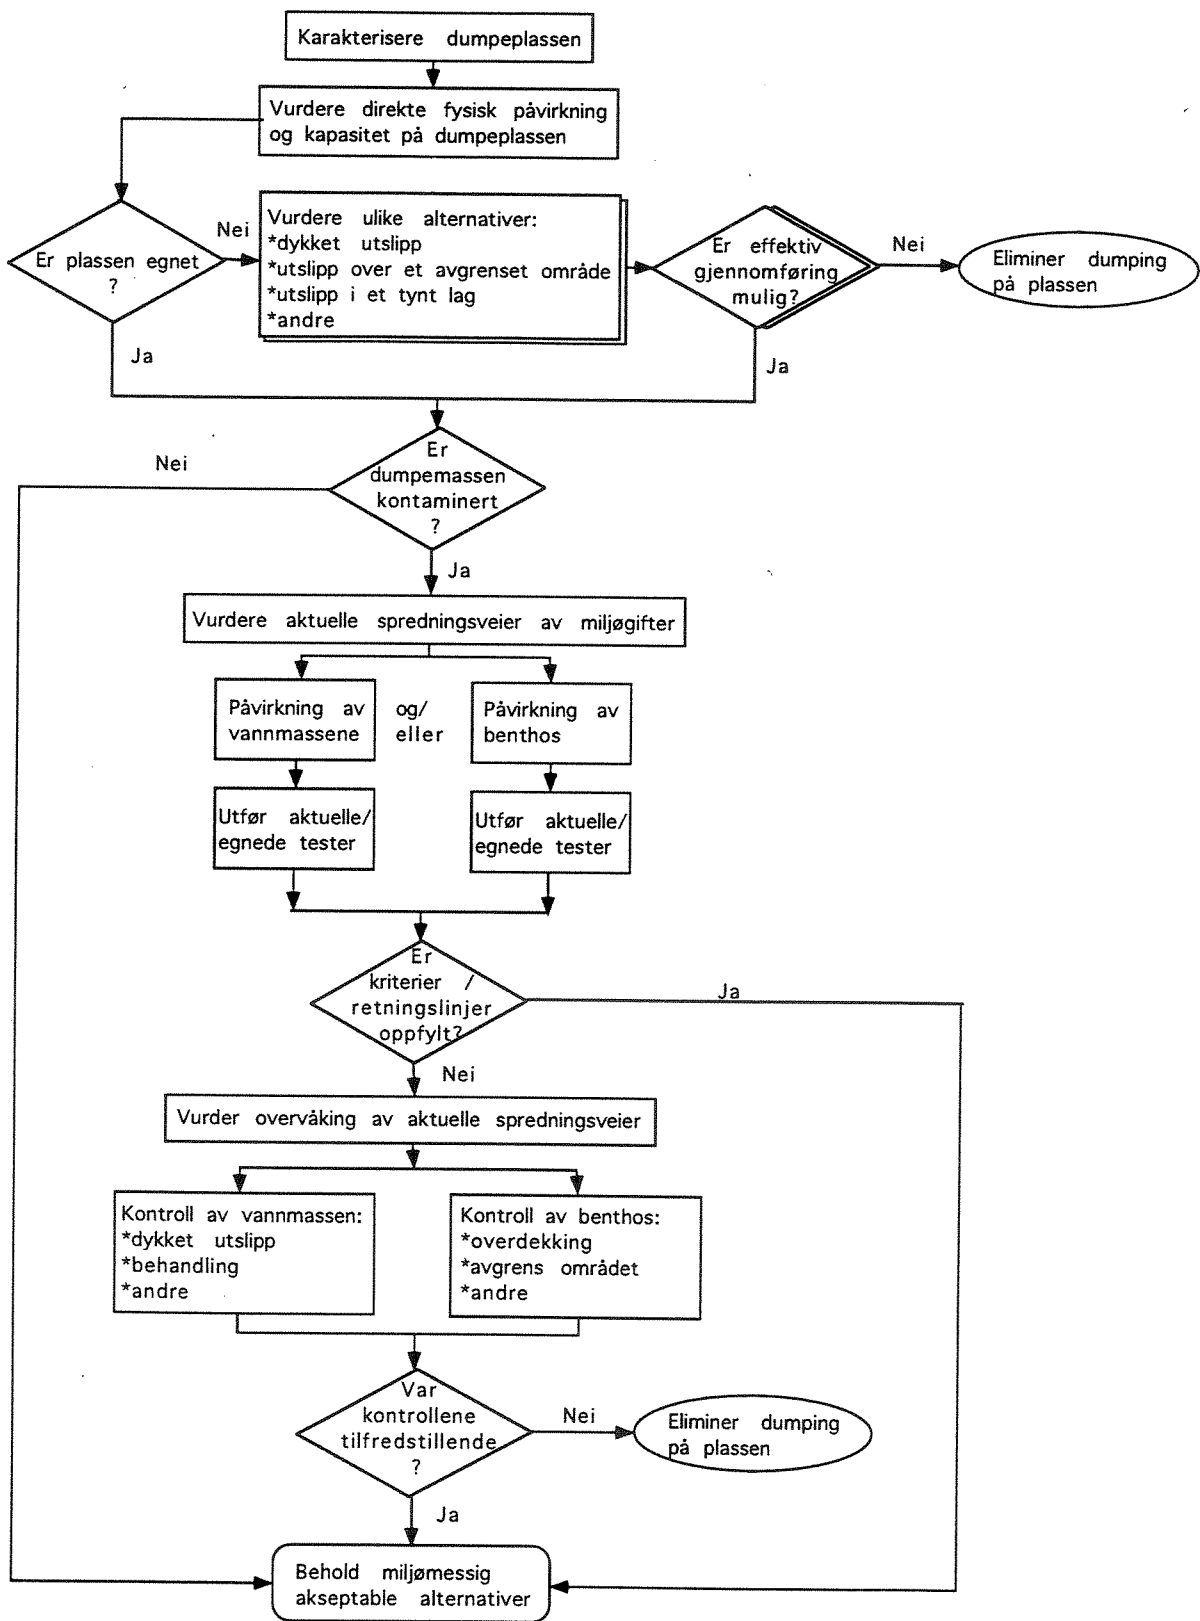 Karakterisere dumpeplassen
Vurdere direkte fysisk påvirkning
og kapasitet på dumpeplassen
Er plassen egnet
?
Nei
Vurdere ulike alternativer:
*dykket utslipp
*utslipp over et avgrenset område
*utslipp i et tynt lag
*andre
Er effektiv
gjennomføring
mulig?
Nei
Eliminer dumping
på plassen
Ja
Ja
Er
dumpemassen
kontaminert
?
Nei
Ja
Vurdere aktuelle spredningsveier av miljøgifter
Påvirkning av
vannmassene
og/
eller
Påvirkning av
benthos
Utfør aktuelle/
egnede tester
Utfør aktuelle/
egnede tester
Er
kriterier /
retningslinjer
oppfylt?
Ja
Nei
Vurder overvåking av aktuelle spredningsveier
Kontroll av vannmassen:
*dykket utslipp
*behandling
*andre
Kontroll av benthos:
*overdekking
*avgrens området
*andre
Var
kontrollene
tilfredstillende
?
Nei
Eliminer dumping
på plassen
Ja
Behold miljømessig
akseptable alternativer